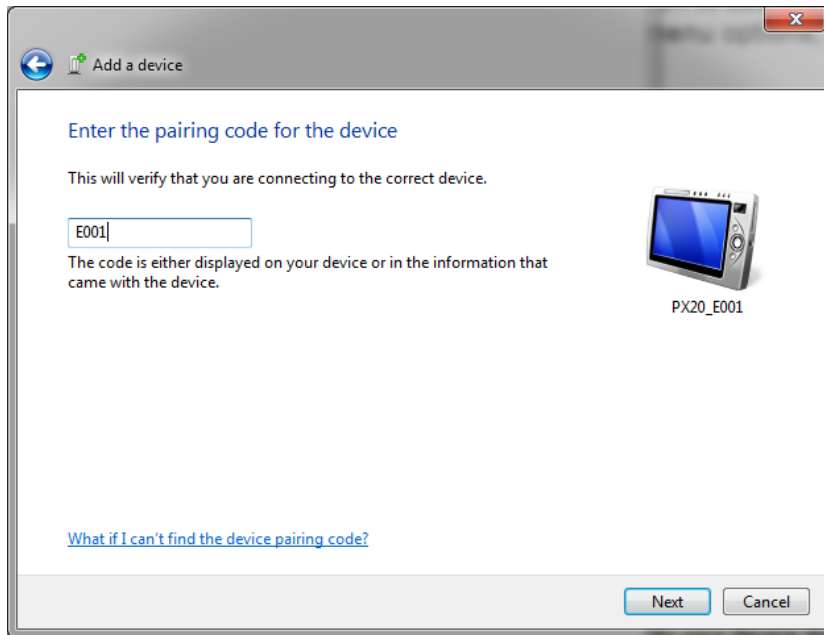 menu options
Add a device
Enter the pairing code for the device
This will verify that you are connecting to the correct device.
E001
The code is either displayed on your device or in the information that
came with the device.
PX20_E001
What if I can't find the device pairing code?
Next
Cancel